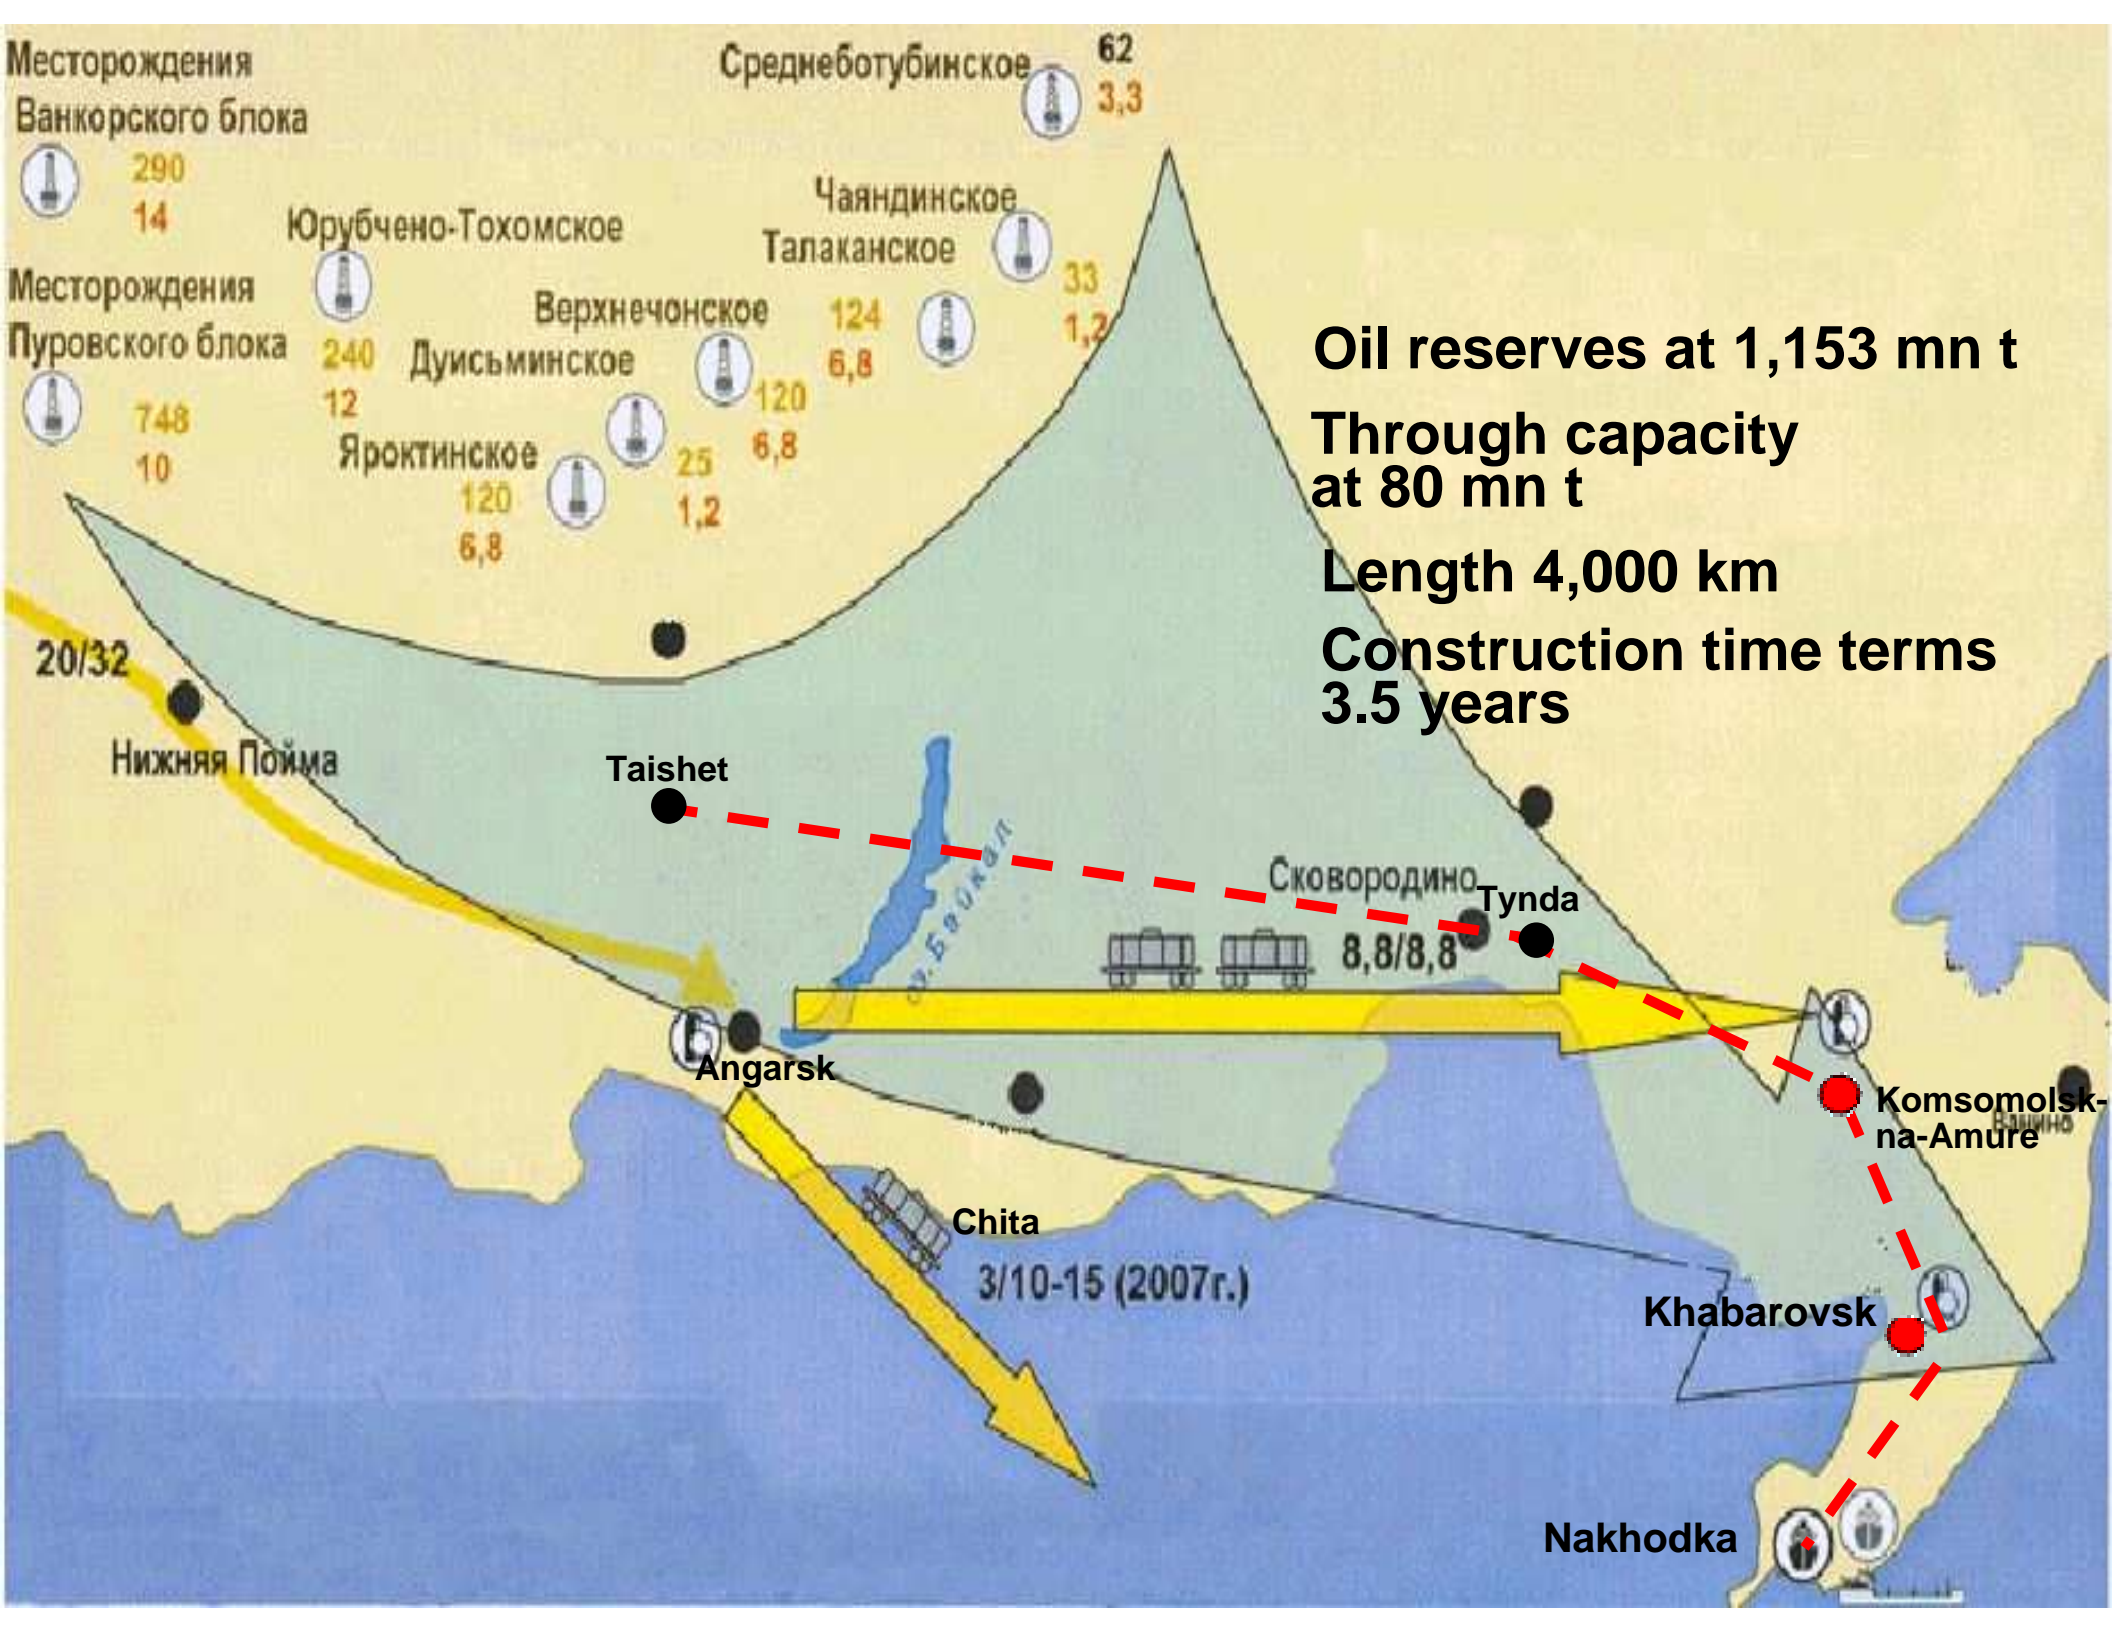 Месторождения
Ванкорского блока
290
14
Юрубчено-Тохомское
240
12
Месторождения
Пуровского блока
748
10
Среднеботубинское
62
3,3
Чаяндинское
33
1,2
Талаканское
124
6,8
Верхнечонское
120
6,8
Дуисьминское
25
1,2
Яроктинское
120
6,8
Oil reserves at 1,153 mn t
Through capacity
at 80 mn t
Length 4,000 km
Construction time terms
3.5 years
20/32
Нижняя Пойма
Taishet
оз. Байкал
Сковородино
Tynda
8,8/8,8
Angarsk
Komsomolsk-
na-Amure
Ванино
Chita
3/10-15 (2007г.)
Khabarovsk
Nakhodka